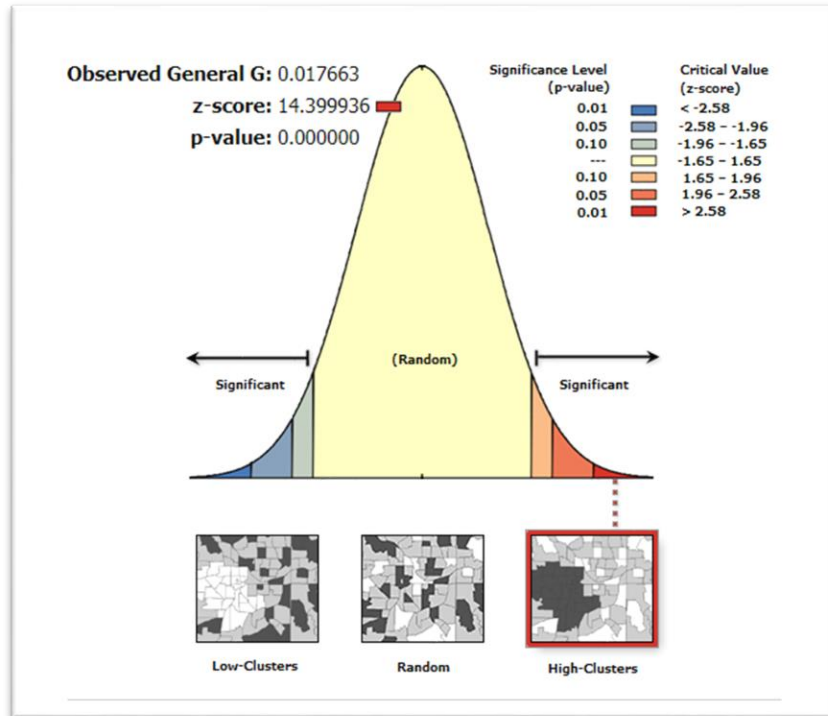 Observed General G: 0.017663
z-score: 14.399936
p-value: 0.000000
Significance Level
(p-value)
Critical Value
(z-score)
0.01 < -2.58
0.05 -2.58 – -1.96
0.10 -1.96 – -1.65
--- -1.65 – 1.65
0.10 1.65 – 1.96
0.05 1.96 – 2.58
0.01 > 2.58
(Random)
Significant
Significant
Low-Clusters
Random
High-Clusters